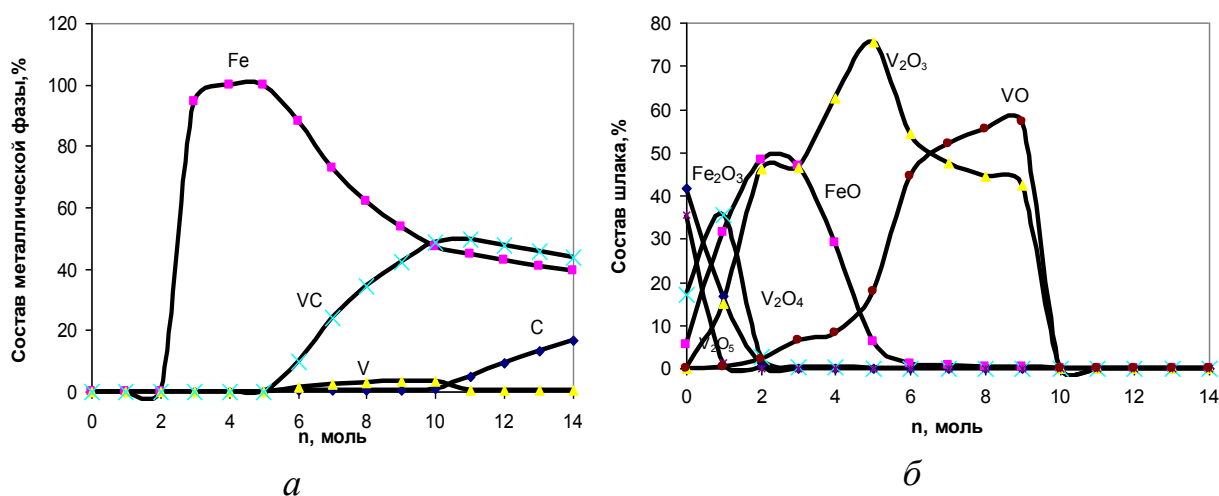 Состав металлической фазы,%
120
100
80
60
40
20
0
0 2 4 6 8 10 12 14
n, моль
Fe
VC
V
C
а
Состав шлака,%
80
70
60
50
40
30
20
10
0
0 2 4 6 8 10 12 14
n, моль
V₂O₃
VO
Fe₂O₃
FeO
V₂O₄
V₂O₅
б